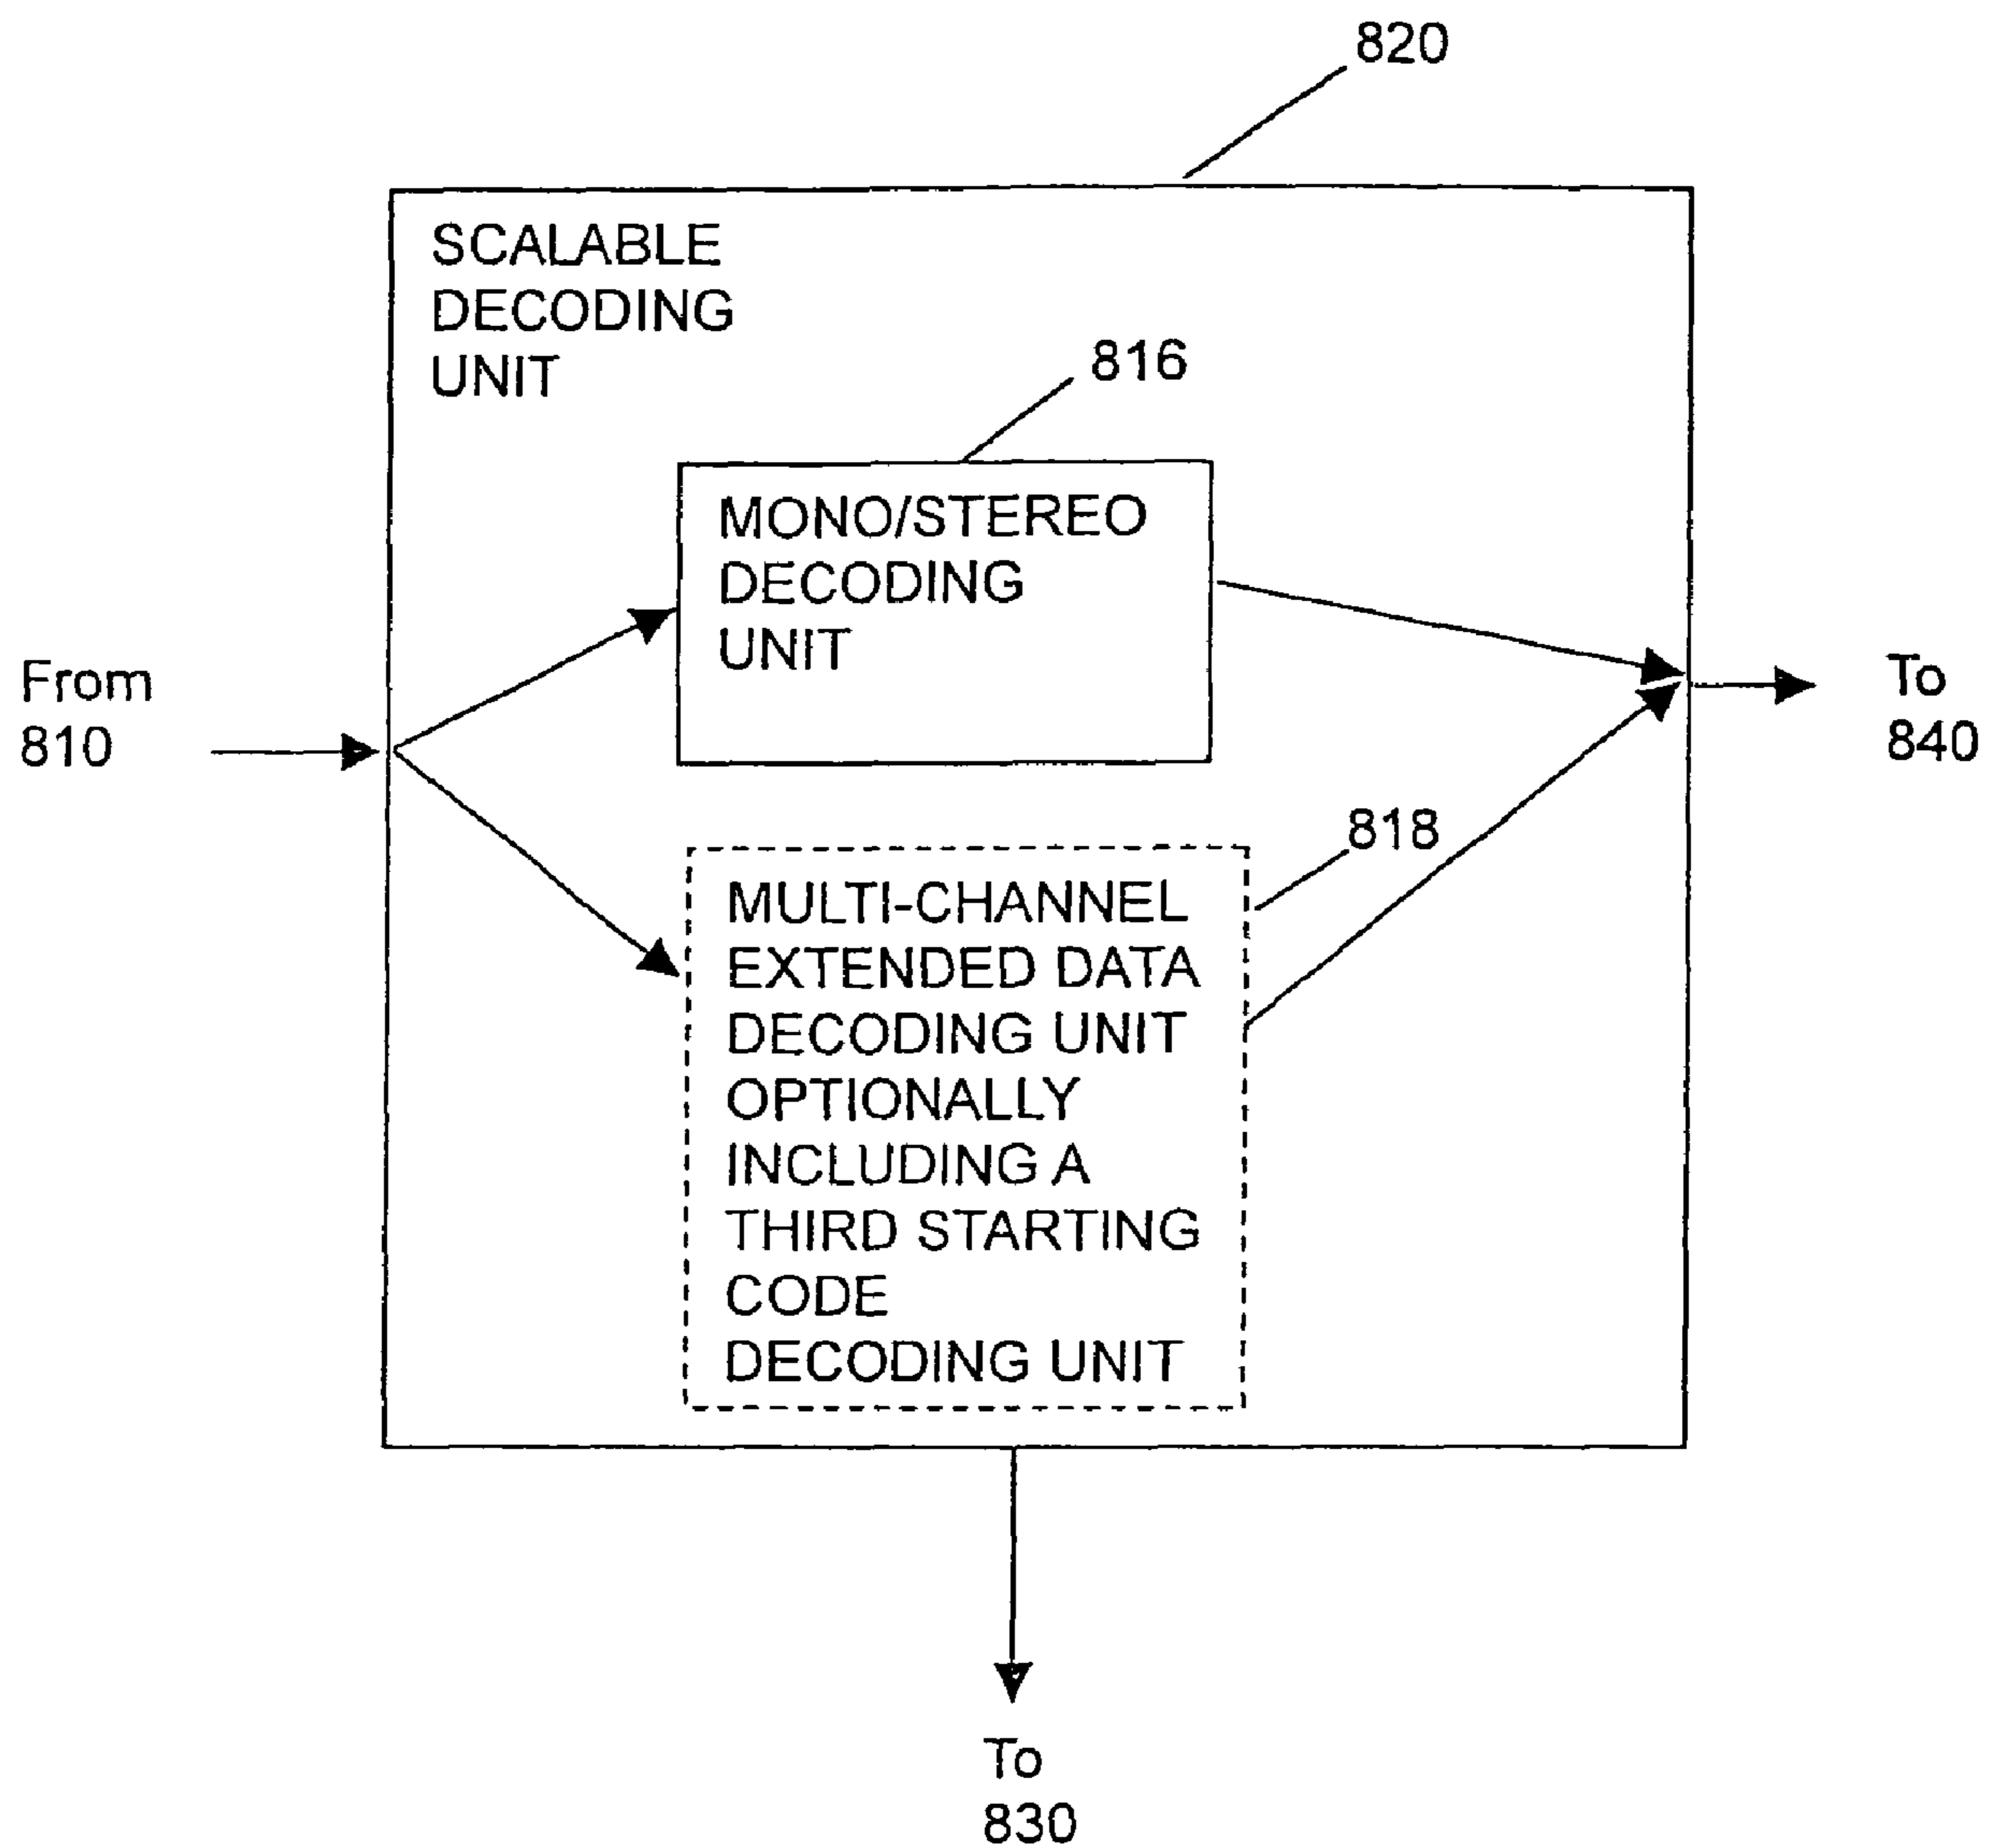 820
SCALABLE
DECODING
UNIT
816
MONO/STEREO
DECODING
UNIT
From
810
To
840
818
MULTI-CHANNEL
EXTENDED DATA
DECODING UNIT
OPTIONALLY
INCLUDING A
THIRD STARTING
CODE
DECODING UNIT
To
830